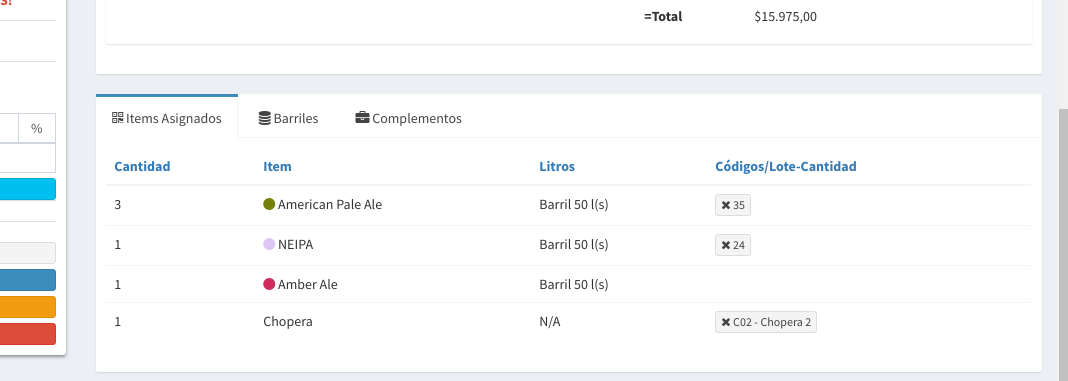 =Total $15.975,00
Items Asignados Barriles Complementos
%
Cantidad Item Litros Códigos/Lote-Cantidad
3 American Pale Ale Barril 50 l(s) ✖ 35
1 NEIPA Barril 50 l(s) ✖ 24
1 Amber Ale Barril 50 l(s)
1 Chopera N/A ✖ C02 - Chopera 2